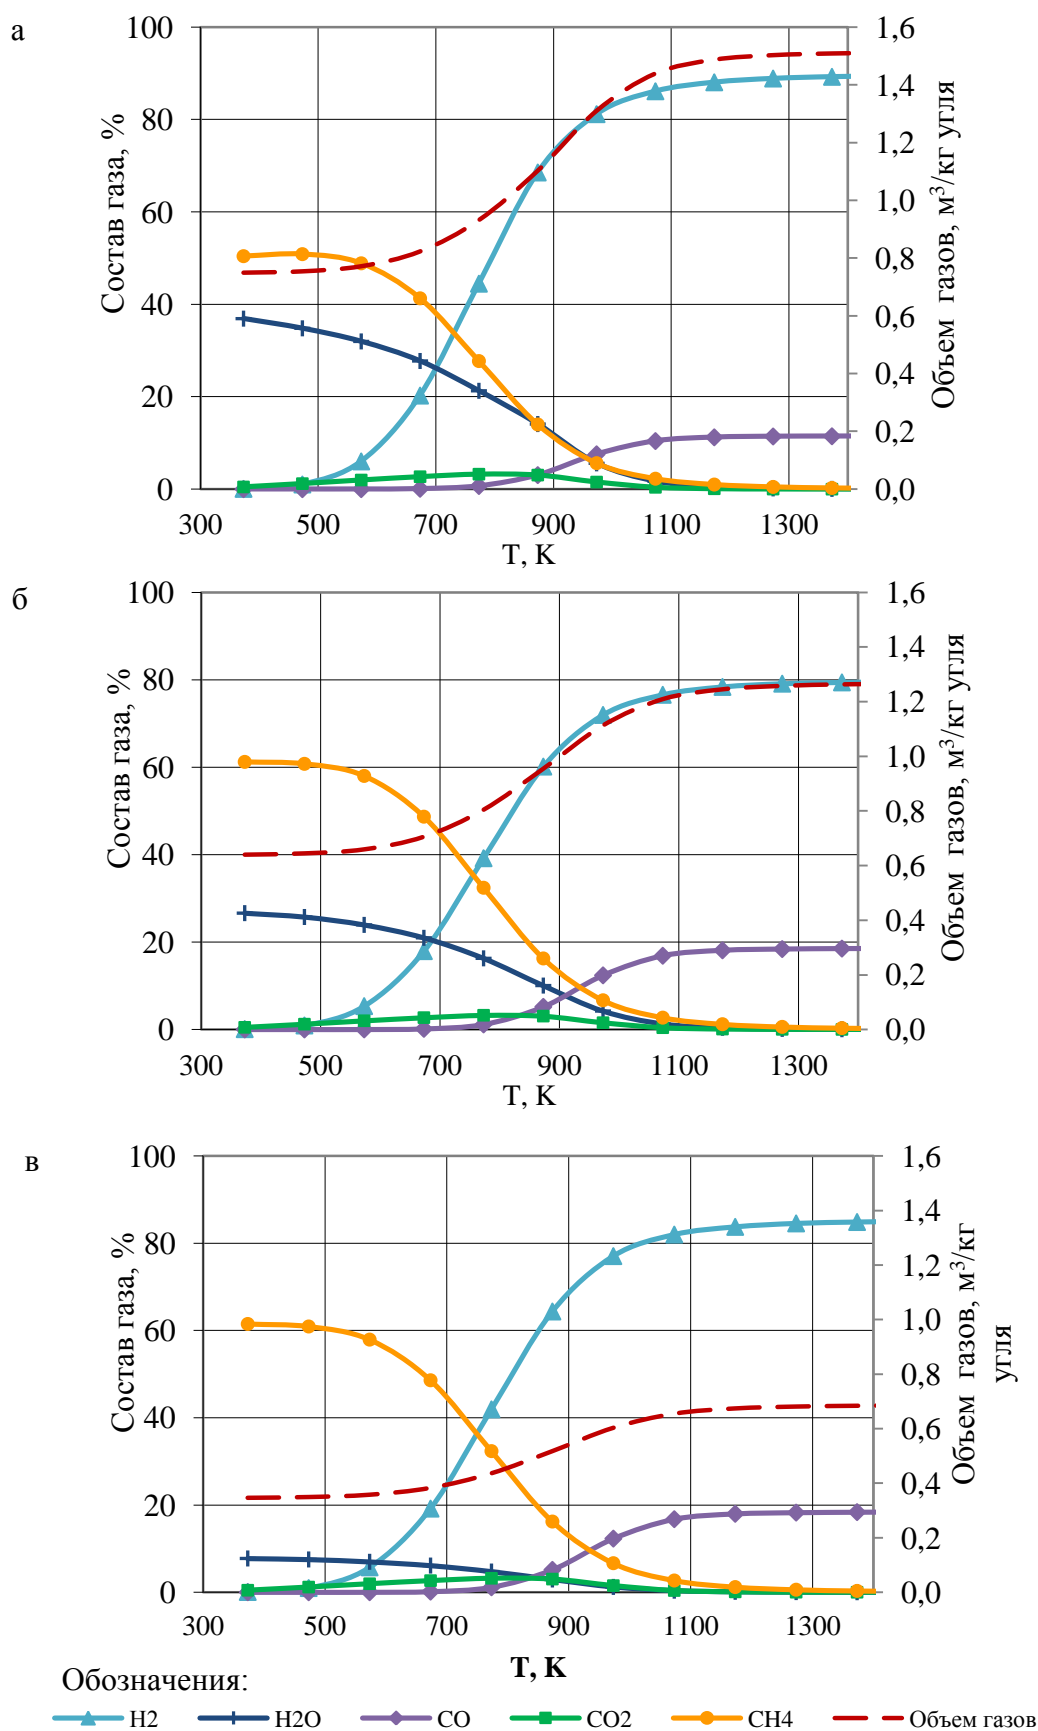 а
Состав газа, %
100
80
60
40
20
0
300 500 700 900 1100 1300
T, K
1,6
1,4
1,2
1,0
0,8
0,6
0,4
0,2
0,0
Объем газов, м³/кг угля
б
Состав газа, %
100
80
60
40
20
0
300 500 700 900 1100 1300
T, K
1,6
1,4
1,2
1,0
0,8
0,6
0,4
0,2
0,0
Объем газов, м³/кг угля
в
Состав газа, %
100
80
60
40
20
0
300 500 700 900 1100 1300
T, K
1,6
1,4
1,2
1,0
0,8
0,6
0,4
0,2
0,0
Объем газов, м³/кг
угля
Обозначения:
H2 H2O CO CO2 CH4 Объем газов